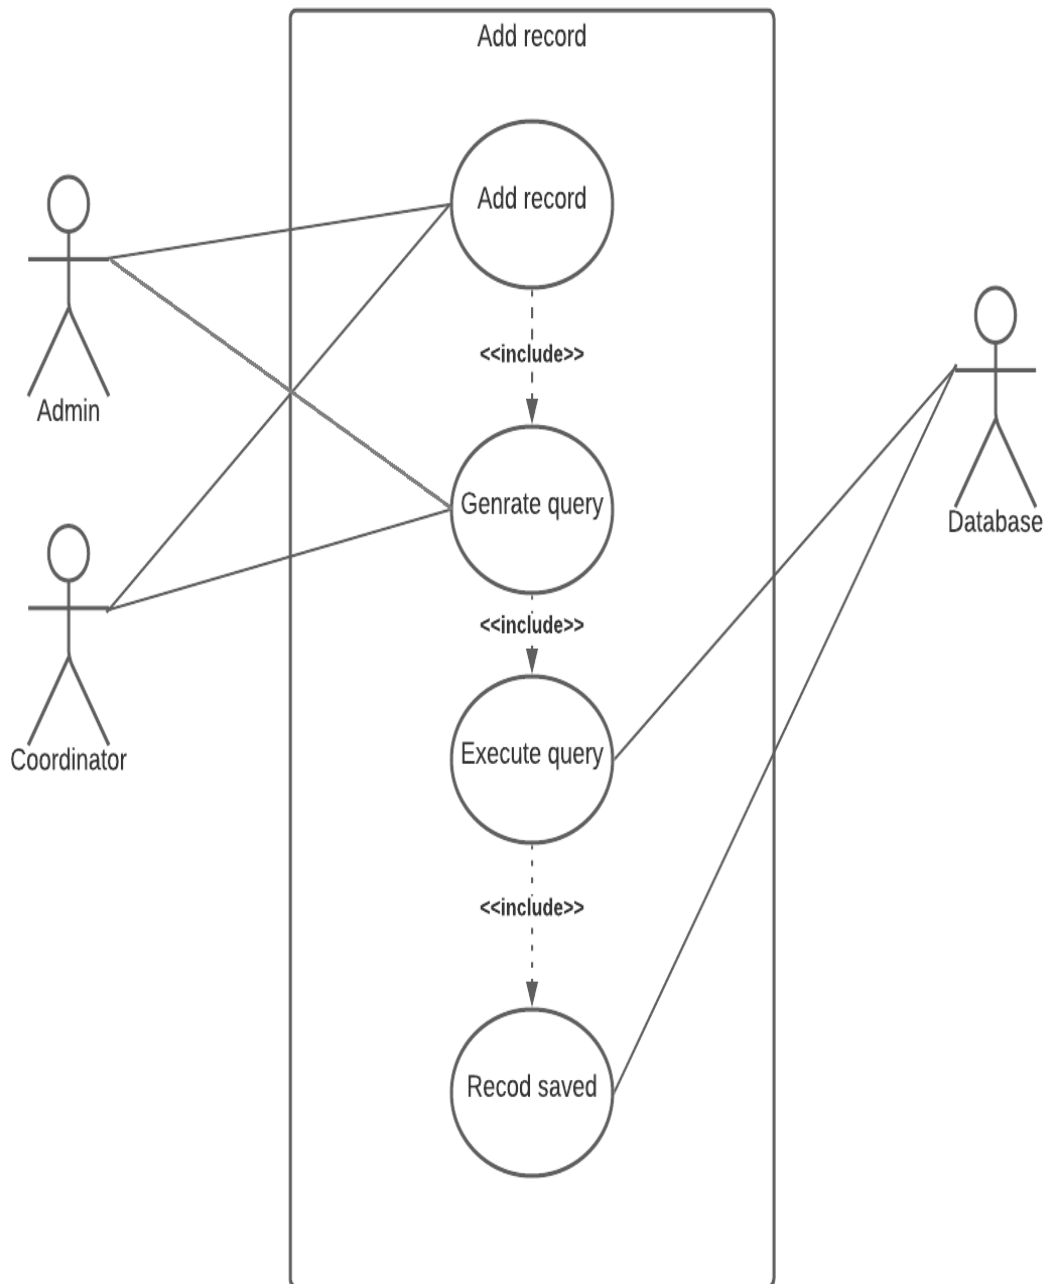 Add record
Add record
<<include>>
Admin
Genrate query
Database
<<include>>
Execute query
Coordinator
<<include>>
Recod saved